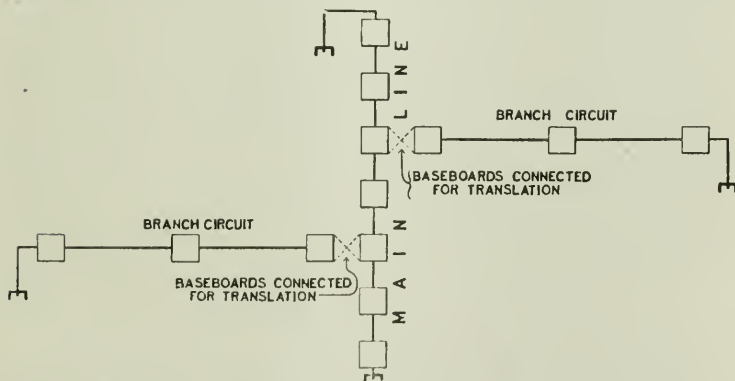 MAIN LINE
BRANCH CIRCUIT
BASEBOARDS CONNECTED
FOR TRANSLATION
BRANCH CIRCUIT
BASEBOARDS CONNECTED
FOR TRANSLATION